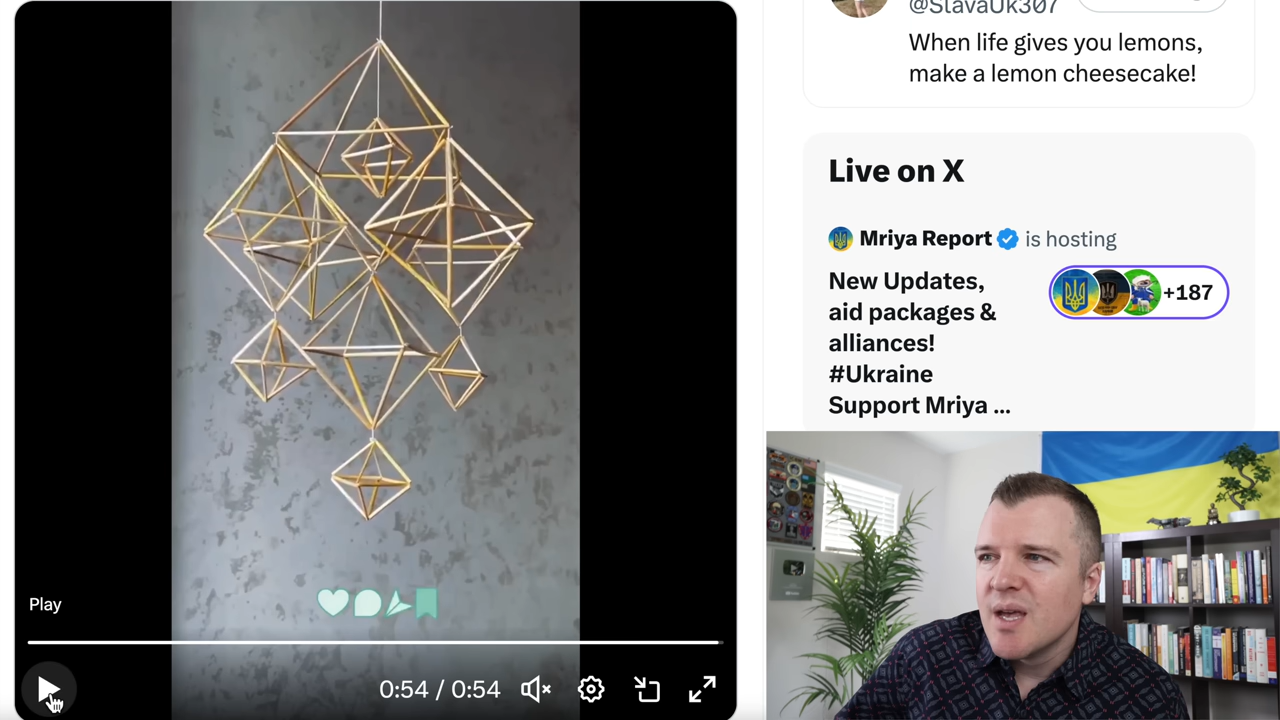 @SlavaUk307
When life gives you lemons,
make a lemon cheesecake!
Live on X
Mriya Report is hosting
New Updates,
aid packages &
alliances!
#Ukraine
Support Mriya ...
+187
Play
0:54 / 0:54